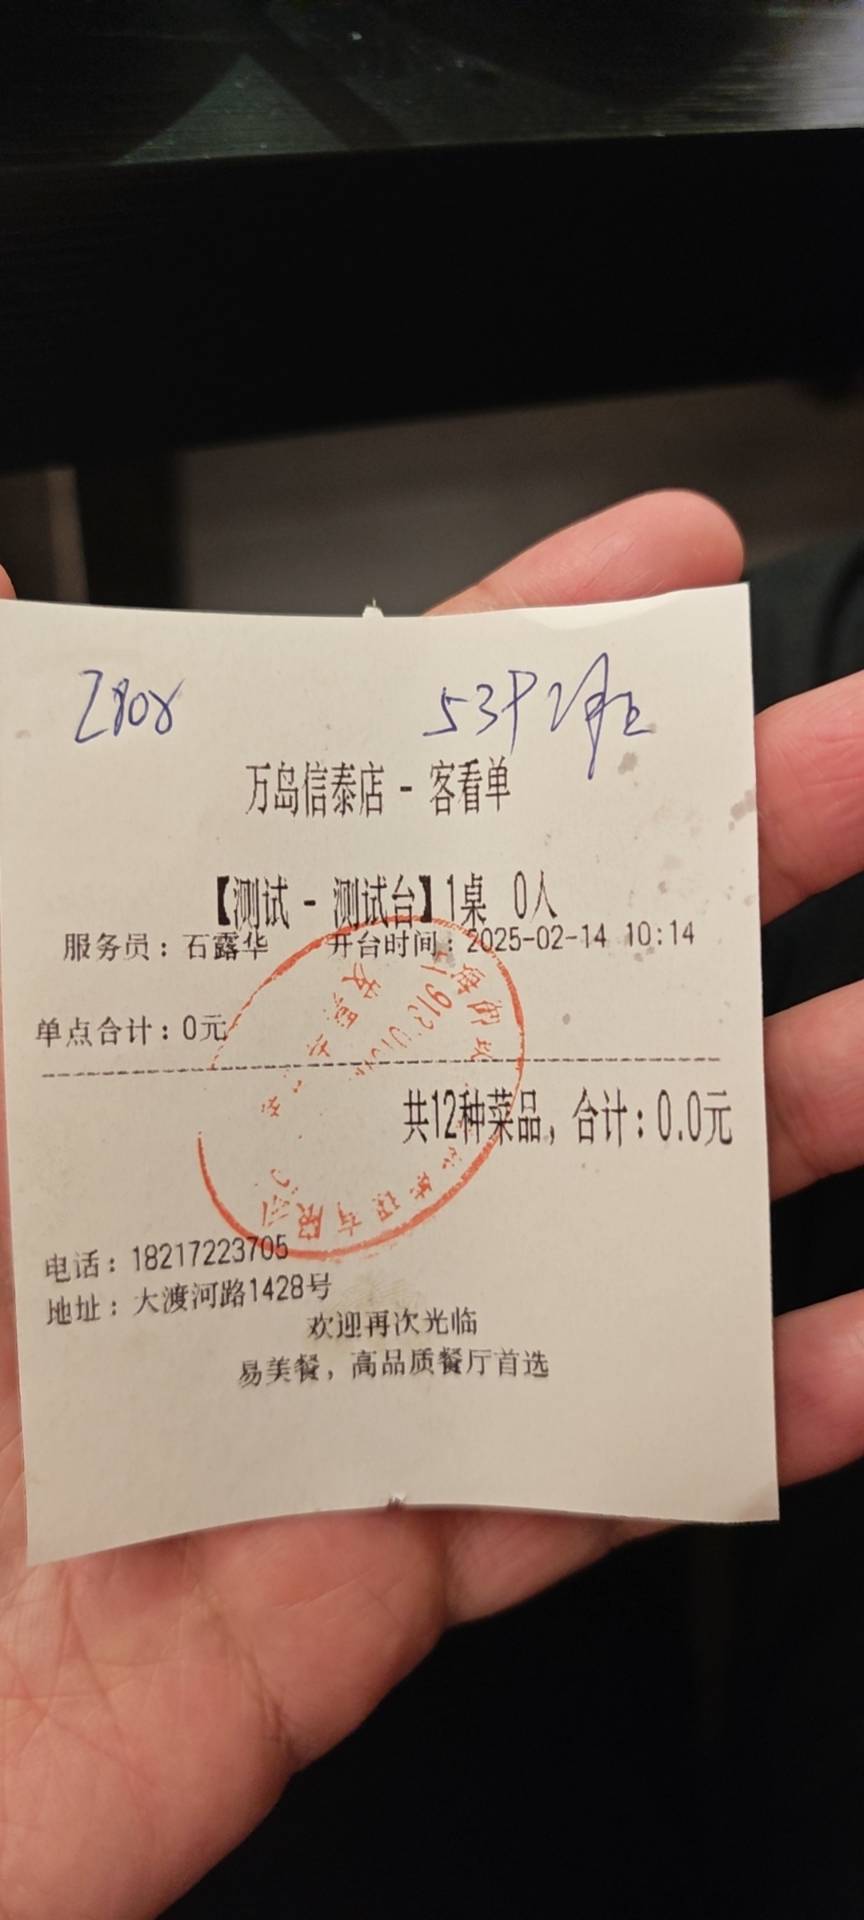 万岛信泰店 - 客看单
【测试 - 测试台】1桌 0人
服务员：石露华 开台时间：2025-02-14 10:14
单点合计：0元
共12种菜品，合计：0.0元
电话：18217223705
地址：大渡河路1428号
欢迎再次光临
易美餐，高品质餐厅首选